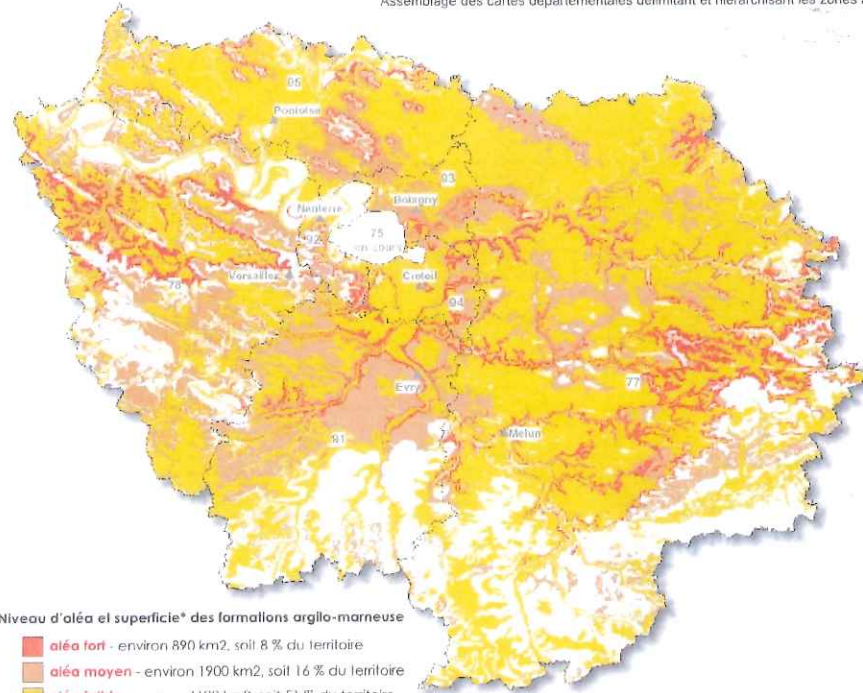 Assemblage des cartes départementales délimitant et hiérarchisant les zones
95
Pontoise
93
Bobigny
Nanterre
92
75
en cours
Versailles
Créteil
78
94
77
Evry
Melun
91
Niveau d'aléa et superficie* des formations argilo-marneuse
aléa fort - environ 890 km2, soit 8 % du territoire
aléa moyen - environ 1900 km2, soit 16 % du territoire